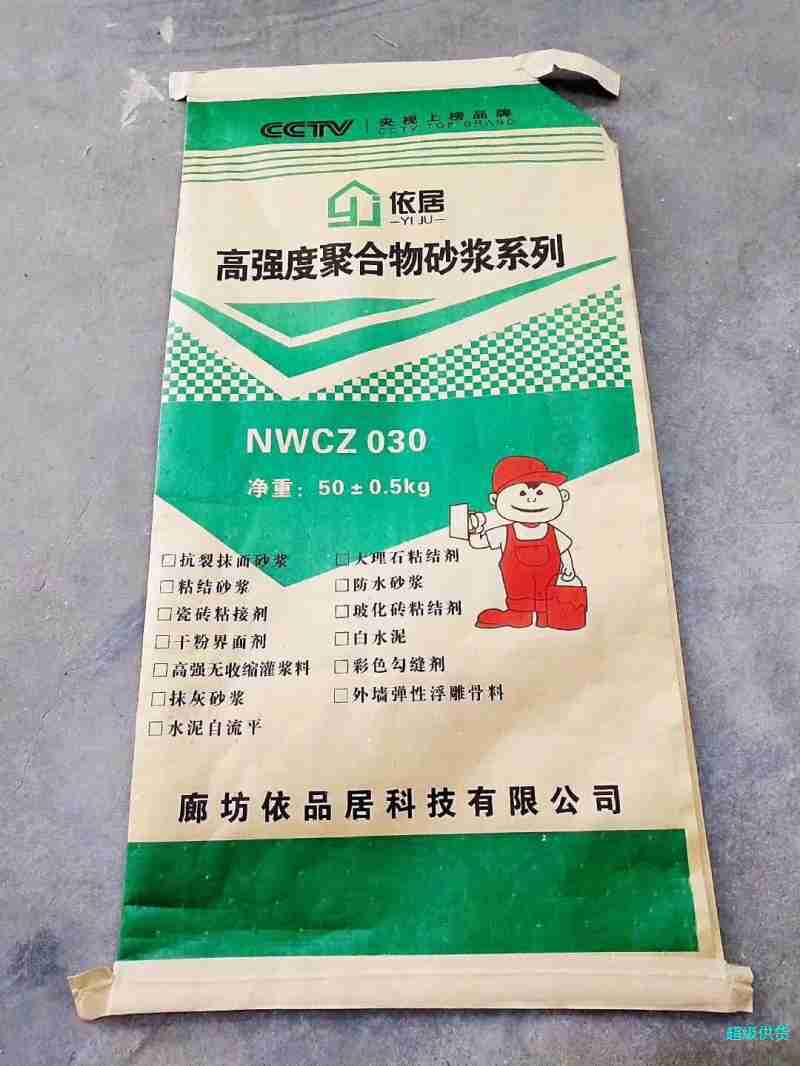 CCTV 央视上榜品牌
CCTV TOP BRAND
yj 依居
—YI JU—
高强度聚合物砂浆系列
NWCZ 030
净重：50±0.5kg
□抗裂抹面砂浆
□粘结砂浆
□瓷砖粘接剂
□干粉界面剂
□高强无收缩灌浆料
□抹灰砂浆
□水泥自流平
□大理石粘结剂
□防水砂浆
□玻化砖粘结剂
□白水泥
□彩色勾缝剂
□外墙弹性浮雕骨料
廊坊依品居科技有限公司
超级供货